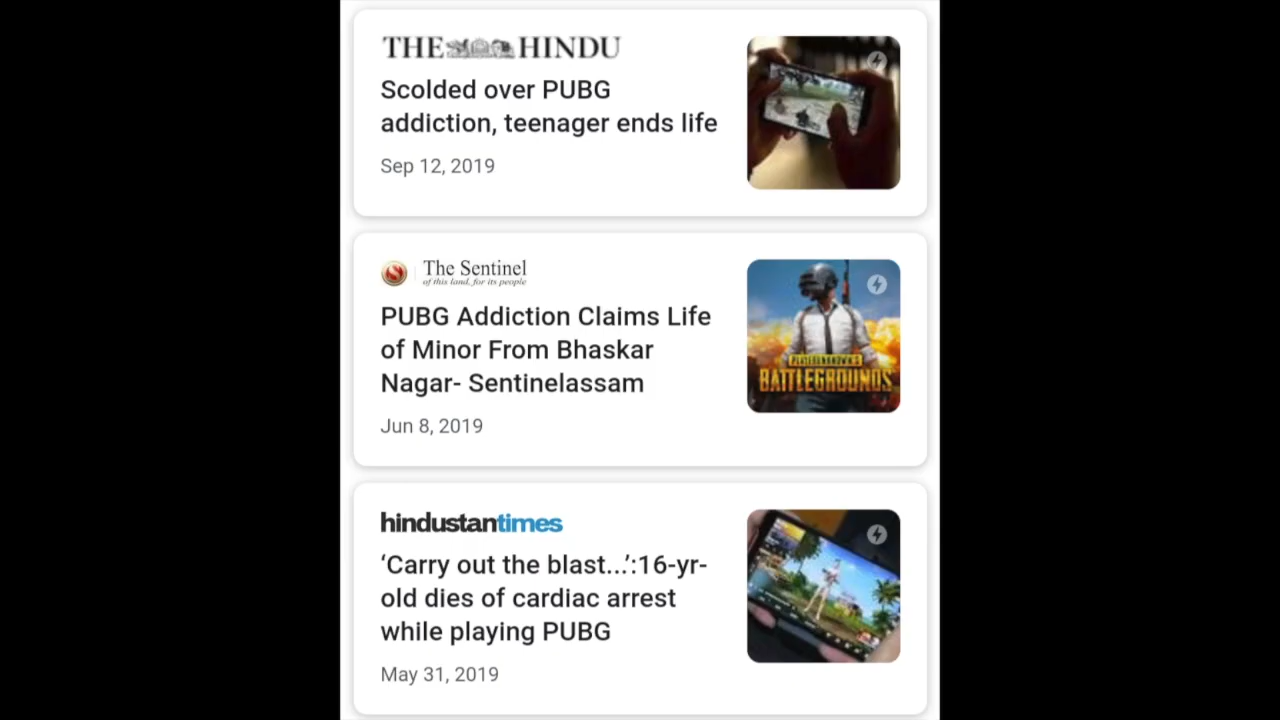 THE HINDU
Scolded over PUBG
addiction, teenager ends life
Sep 12, 2019
The Sentinel
of this land, for its people
PUBG Addiction Claims Life
of Minor From Bhaskar
Nagar- Sentinelassam
Jun 8, 2019
PLAYERUNKNOWN'S
BATTLEGROUNDS
hindustantimes
‘Carry out the blast...’:16-yr-
old dies of cardiac arrest
while playing PUBG
May 31, 2019